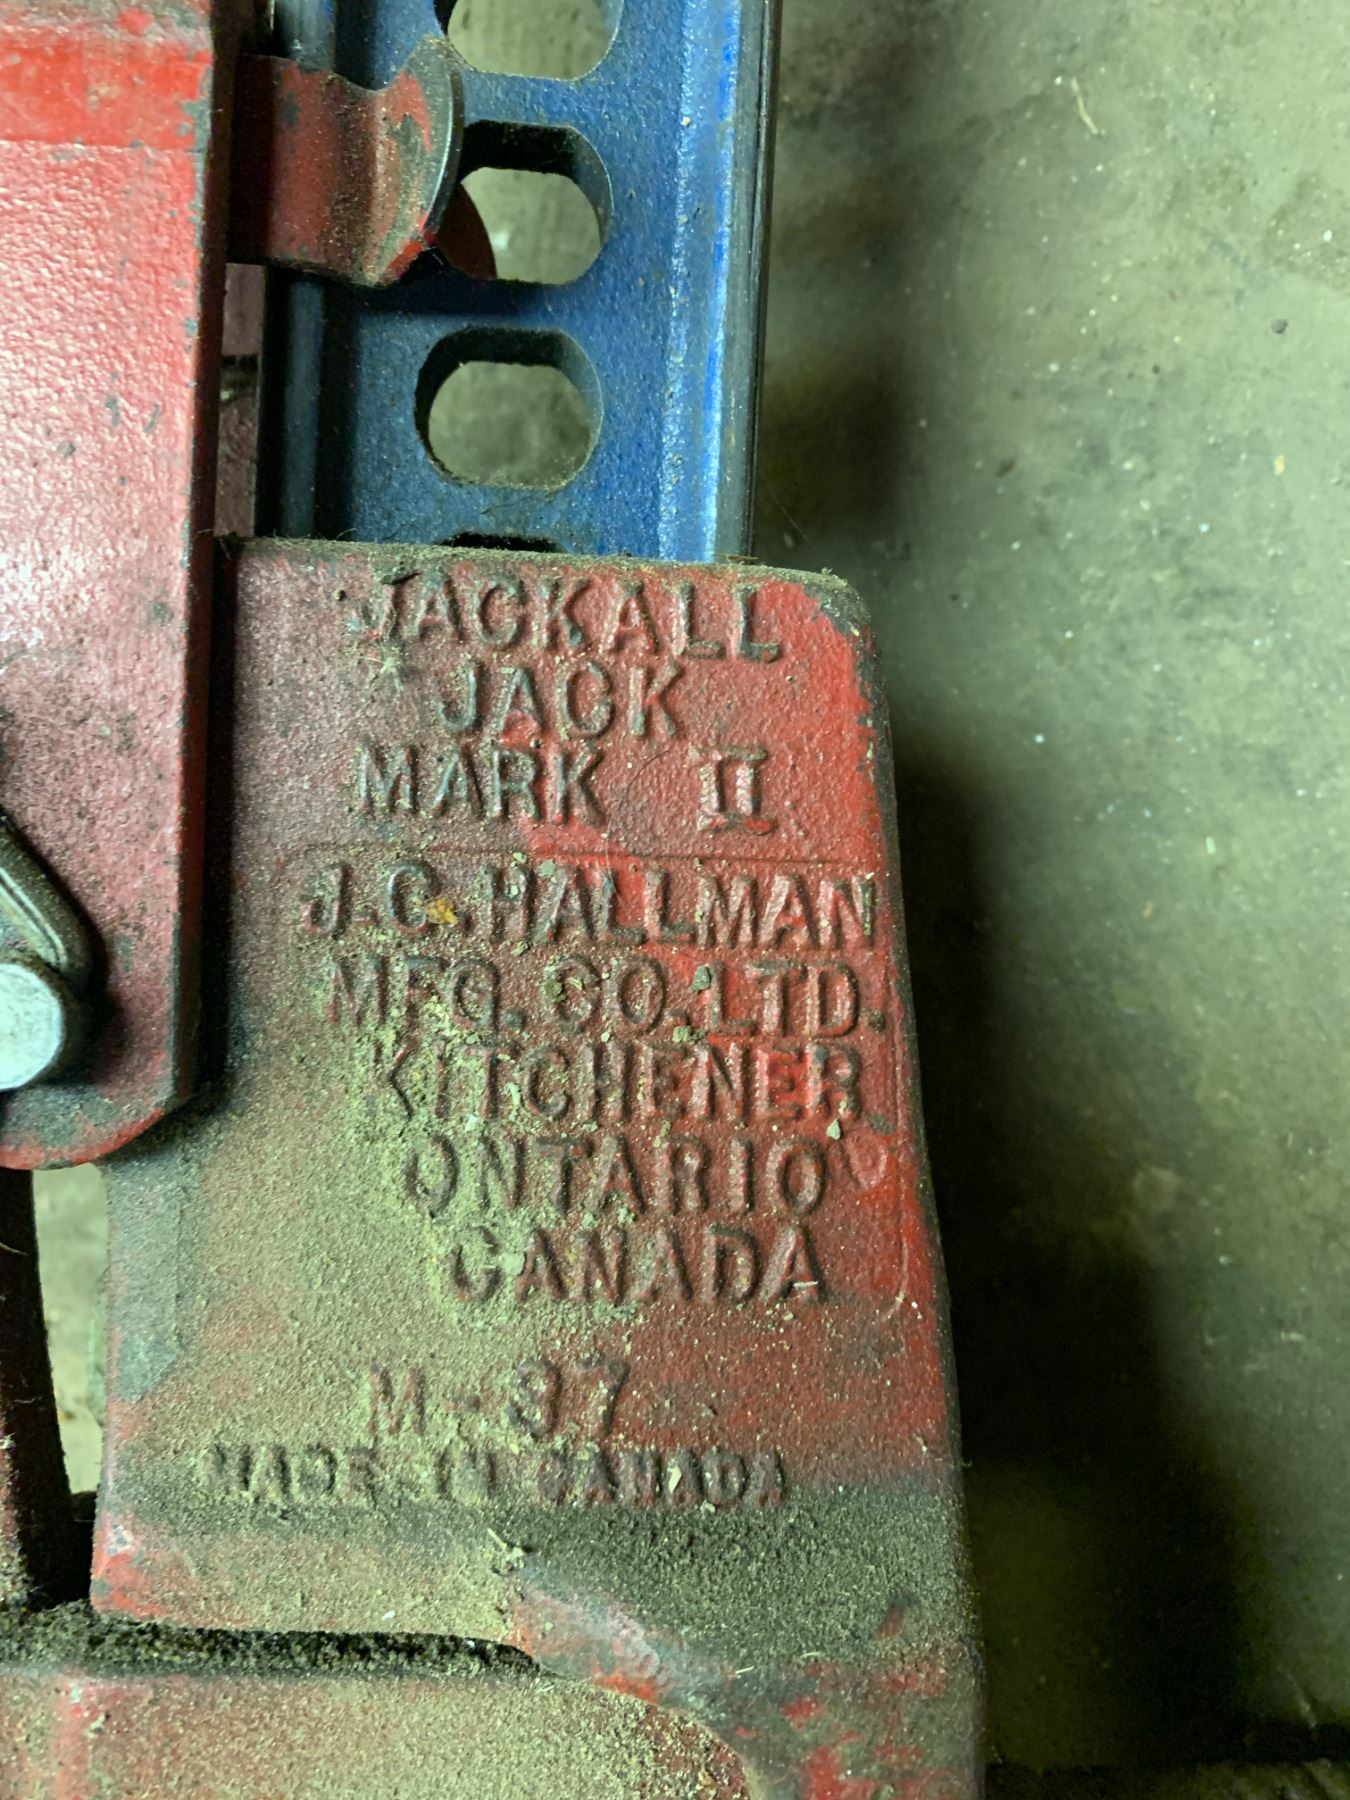 JACKALL
JACK
MARK II
J.C. HALLMAN
MFG. CO. LTD.
KITCHENER
ONTARIO
CANADA
M-37
MADE IN CANADA